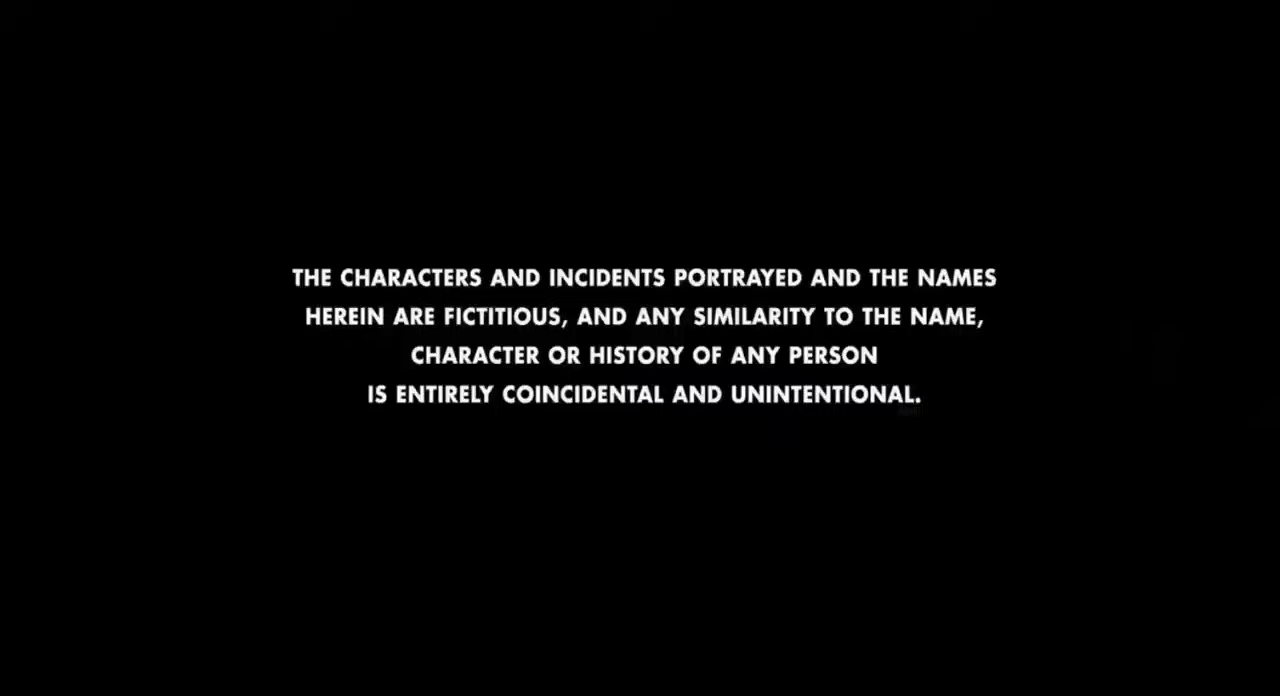 THE CHARACTERS AND INCIDENTS PORTRAYED AND THE NAMES
HEREIN ARE FICTITIOUS, AND ANY SIMILARITY TO THE NAME,
CHARACTER OR HISTORY OF ANY PERSON
IS ENTIRELY COINCIDENTAL AND UNINTENTIONAL.